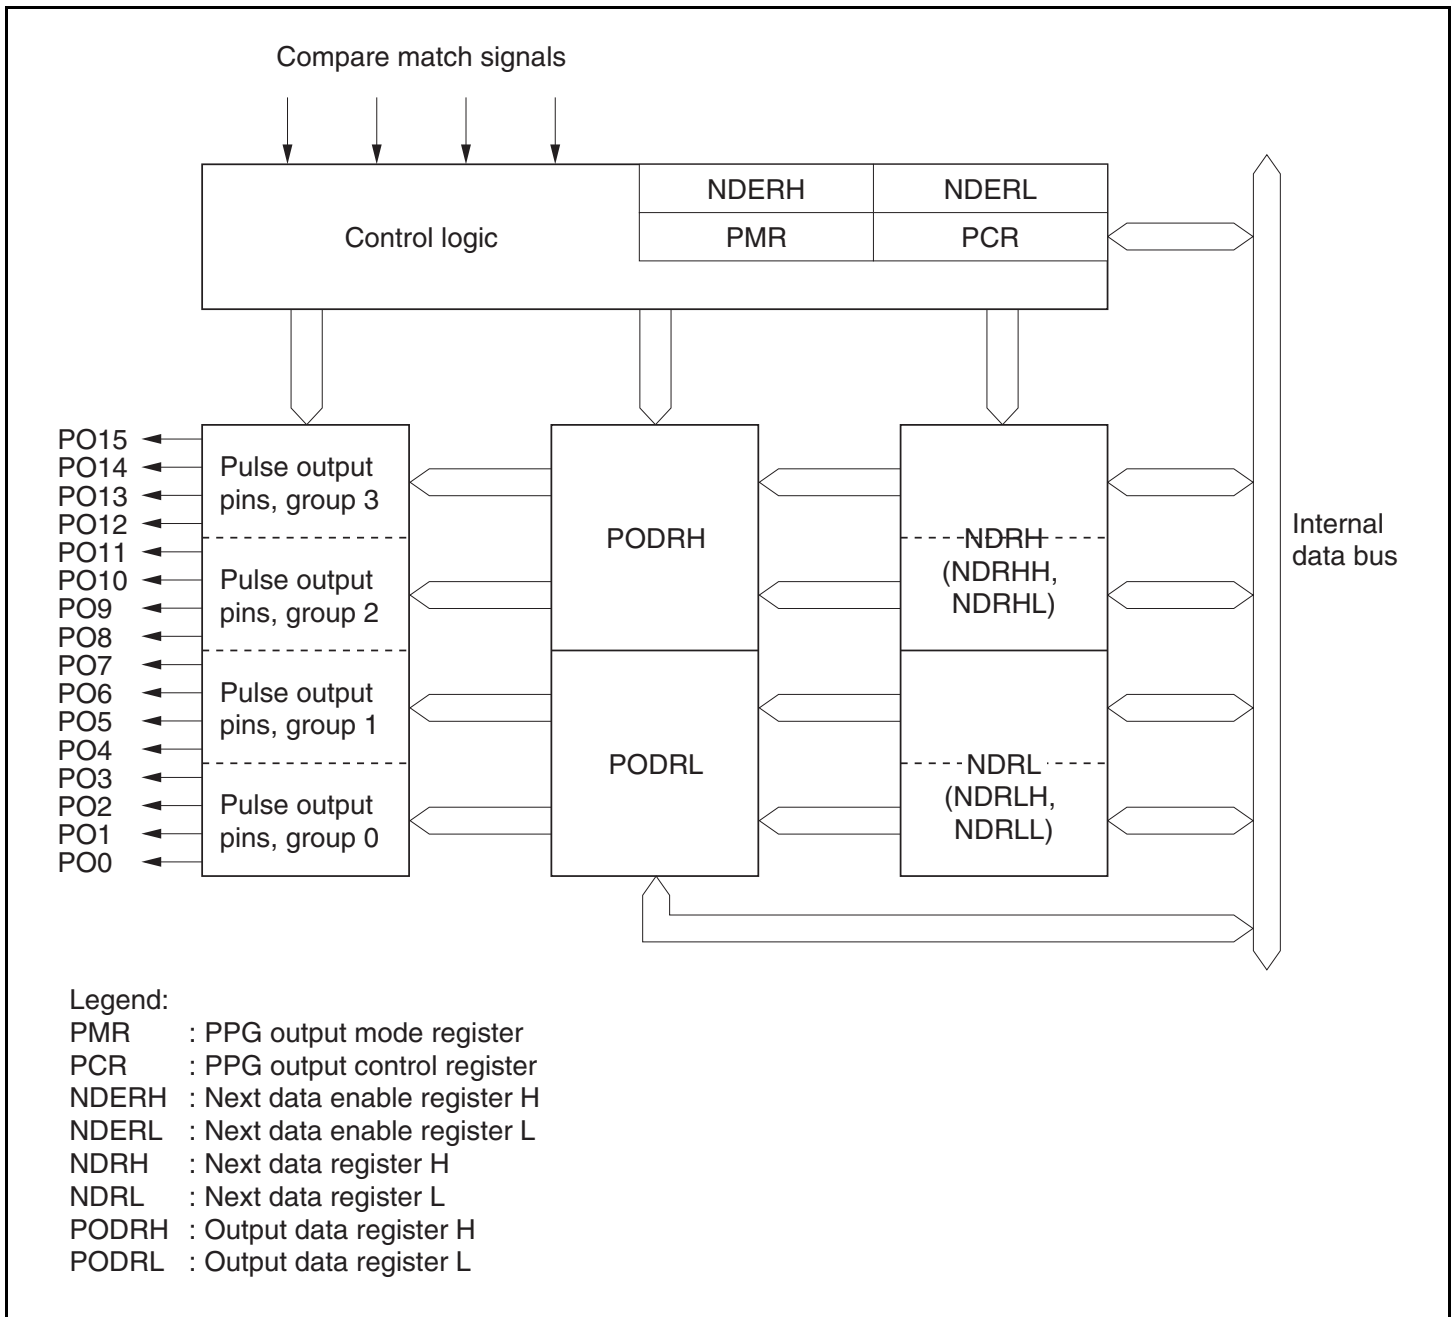 Compare match signals
NDERH NDERL
Control logic PMR PCR
PO15
PO14
PO13
PO12
PO11
PO10
PO9
PO8
PO7
PO6
PO5
PO4
PO3
PO2
PO1
PO0
Pulse output
pins, group 3
Pulse output
pins, group 2
Pulse output
pins, group 1
Pulse output
pins, group 0
PODRH
PODRL
NDRH
(NDRHH,
NDRHL)
NDRL
(NDRLH,
NDRLL)
Internal
data bus
Legend:
PMR : PPG output mode register
PCR : PPG output control register
NDERH : Next data enable register H
NDERL : Next data enable register L
NDRH : Next data register H
NDRL : Next data register L
PODRH : Output data register H
PODRL : Output data register L